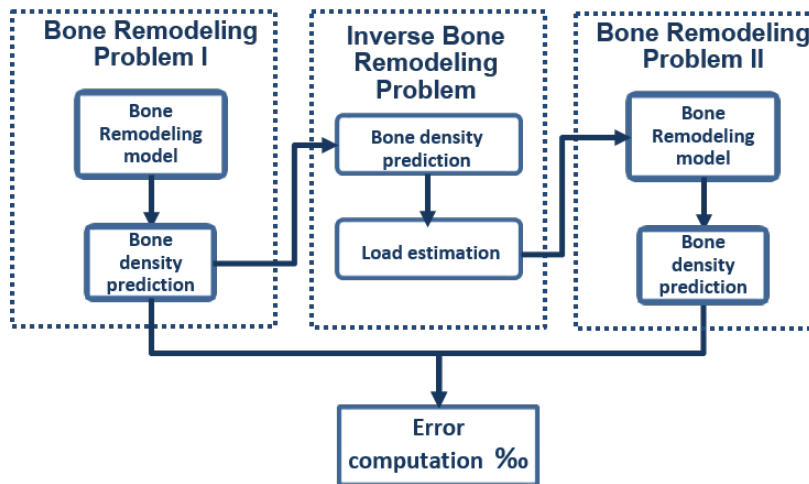 Bone Remodeling
Problem I
Bone
Remodeling
model
Bone
density
prediction
Inverse Bone
Remodeling
Problem
Bone density
prediction
Load estimation
Bone Remodeling
Problem II
Bone
Remodeling
model
Bone
density
prediction
Error
computation ‰